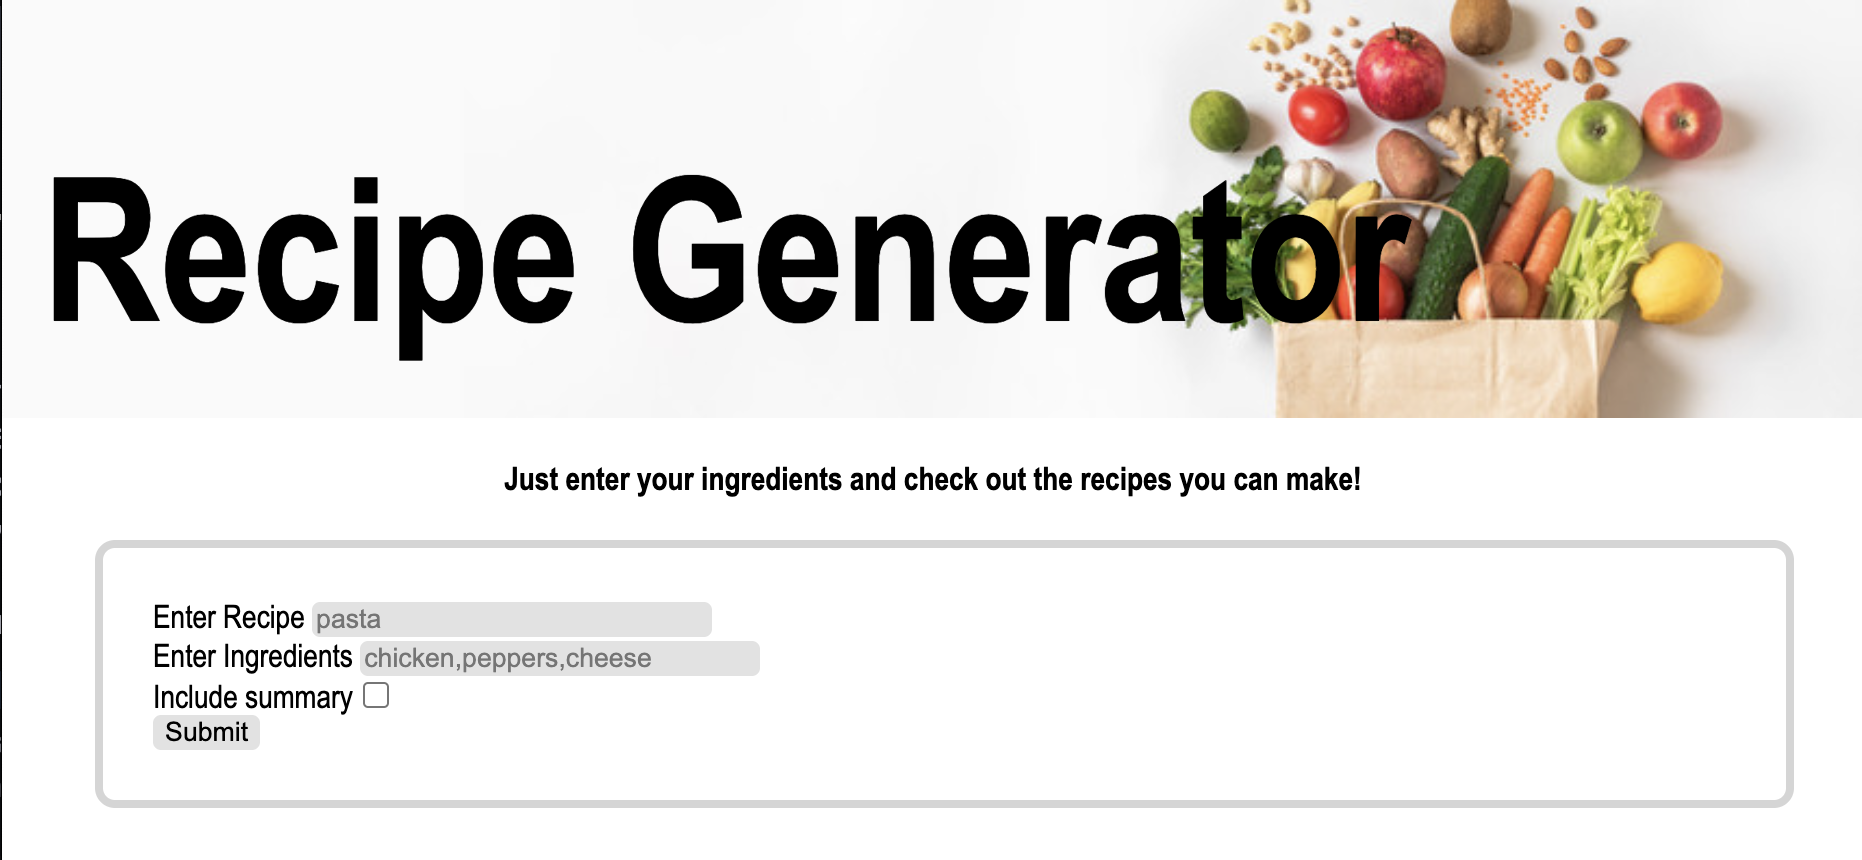 Recipe Generator
Just enter your ingredients and check out the recipes you can make!
Enter Recipe pasta
Enter Ingredients chicken,peppers,cheese
Include summary
Submit